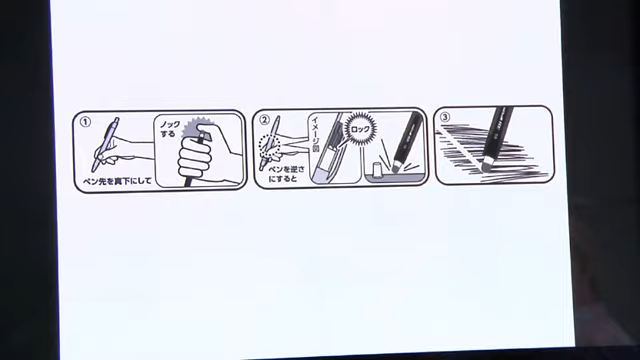 ①
ノック
する
ペン先を真下にして
②
イメージ図
ロック
ペンを逆さ
にすると
③